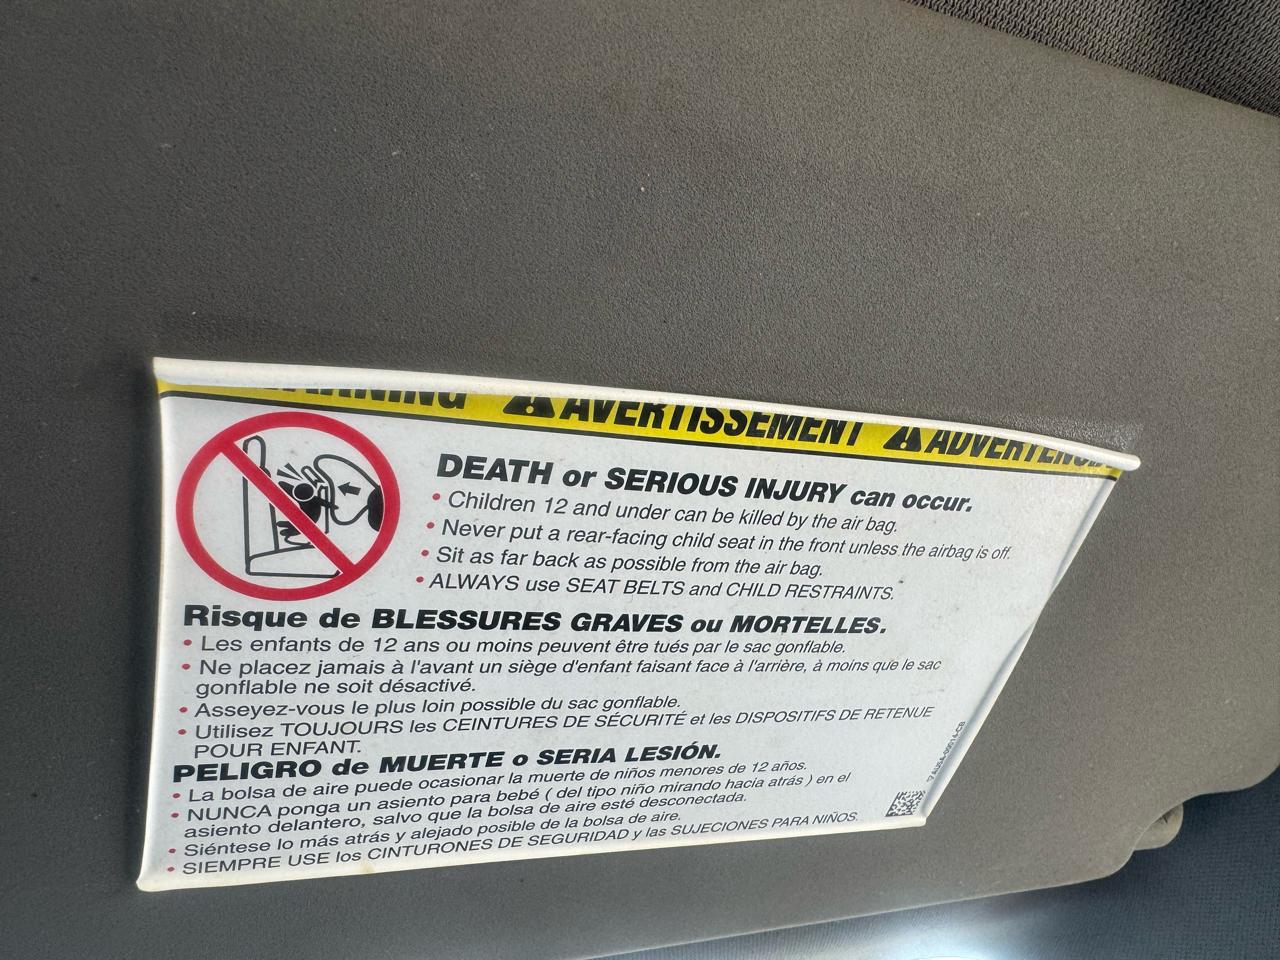 WARNING AVERTISSEMENT ADVERTENCIA
DEATH or SERIOUS INJURY can occur.
• Children 12 and under can be killed by the air bag.
• Never put a rear-facing child seat in the front unless the airbag is off.
• Sit as far back as possible from the air bag.
• ALWAYS use SEAT BELTS and CHILD RESTRAINTS.
Risque de BLESSURES GRAVES ou MORTELLES.
• Les enfants de 12 ans ou moins peuvent être tués par le sac gonflable.
• Ne placez jamais à l'avant un siège d'enfant faisant face à l'arrière, à moins que le sac
gonflable ne soit désactivé.
• Asseyez-vous le plus loin possible du sac gonflable.
• Utilisez TOUJOURS les CEINTURES DE SÉCURITÉ et les DISPOSITIFS DE RETENUE
POUR ENFANT.
PELIGRO de MUERTE o SERIA LESIÓN.
• La bolsa de aire puede ocasionar la muerte de niños menores de 12 años.
• NUNCA ponga un asiento para bebé ( del tipo niño mirando hacia atrás ) en el
asiento delantero, salvo que la bolsa de aire esté desconectada.
• Siéntese lo más atrás y alejado posible de la bolsa de aire.
• SIEMPRE USE los CINTURONES DE SEGURIDAD y las SUJECIONES PARA NIÑOS.